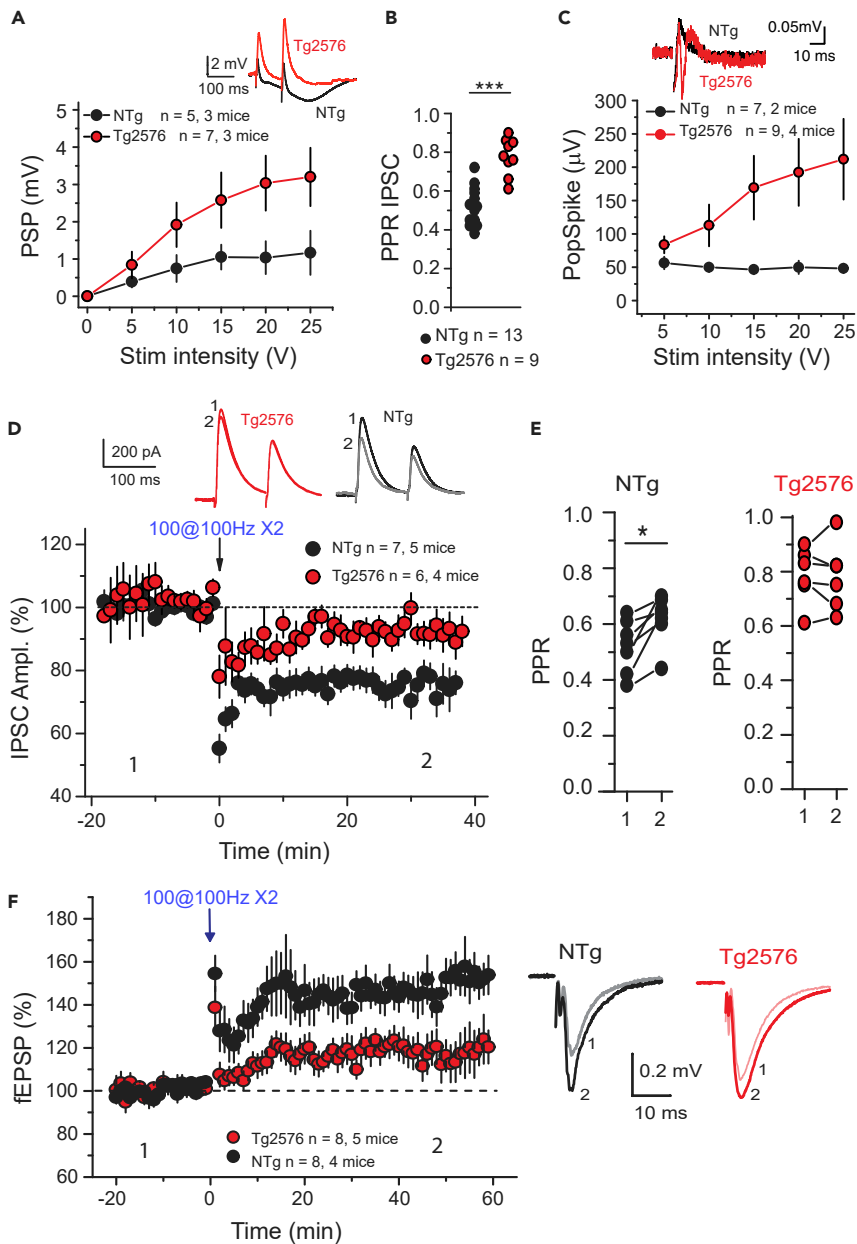 A
2 mV
100 ms
Tg2576
NTg
NTg n = 5, 3 mice
Tg2576 n = 7, 3 mice
PSP (mV)
5
4
3
2
1
0
0 5 10 15 20 25
Stim intensity (V)
B
***
PPR IPSC
1.0
0.8
0.6
0.4
0.2
0.0
NTg n = 13
Tg2576 n = 9
C
NTg
Tg2576
0.05mV
10 ms
NTg n = 7, 2 mice
Tg2576 n = 9, 4 mice
PopSpike (μV)
300
250
200
150
100
50
0
5 10 15 20 25
Stim intensity (V)
D
200 pA
100 ms
1
2
Tg2576
1
2
NTg
100@100Hz X2
NTg n = 7, 5 mice
Tg2576 n = 6, 4 mice
IPSC Ampl. (%)
120
100
80
60
40
1
2
-20 0 20 40
Time (min)
E
NTg
*
PPR
1.0
0.8
0.6
0.4
0.2
0.0
1 2
Tg2576
PPR
1.0
0.8
0.6
0.4
0.2
0.0
1 2
F
100@100Hz X2
fEPSP (%)
180
160
140
120
100
80
60
1
2
Tg2576 n = 8, 5 mice
NTg n = 8, 4 mice
-20 0 20 40 60
Time (min)
NTg
1
2
0.2 mV
10 ms
Tg2576
1
2